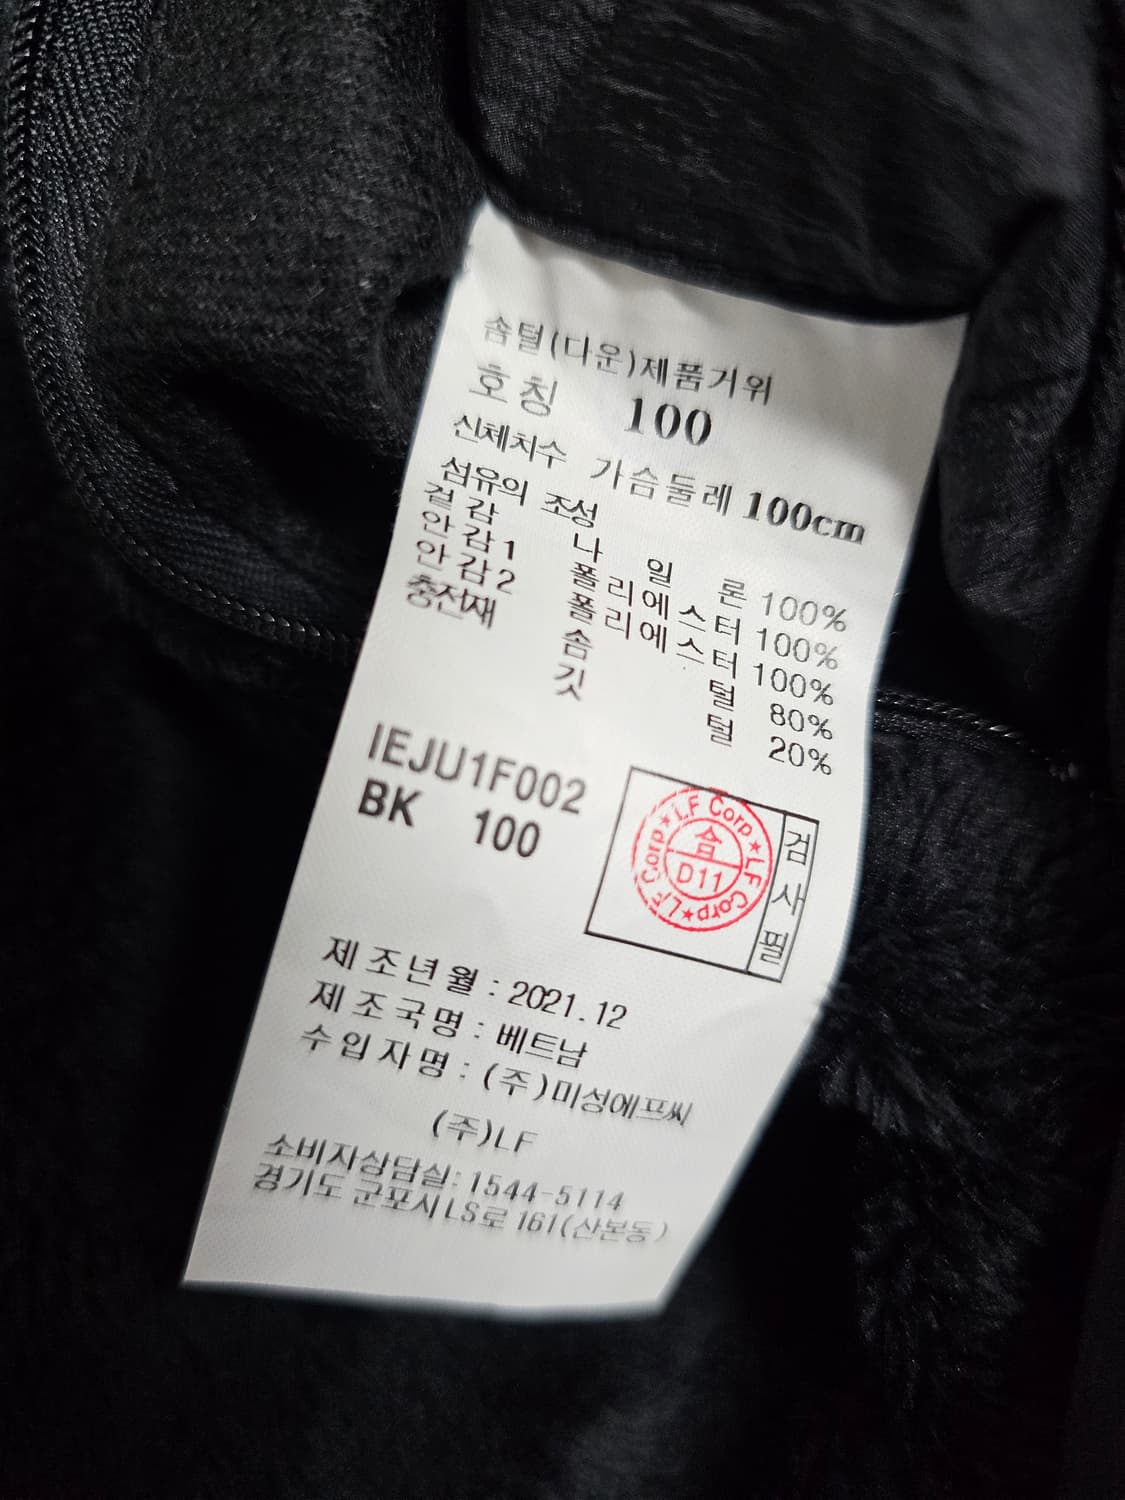 솜털(다운)제품거위
호칭 100
신체치수 가슴둘레 100cm
섬유의 조성
겉감 나일론 100%
안감1 폴리에스터 100%
안감2 폴리에스터 100%
충전재 솜털 80%
깃털 20%
IEJU1F002
BK 100
LF Corp★LF Corp★LF Corp★
솜
D11
검사필
제조년월 : 2021.12
제조국명 : 베트남
수입자명 : (주)미성에프씨
(주)LF
소비자상담실: 1544-5114
경기도 군포시 LS로 161(산본동)